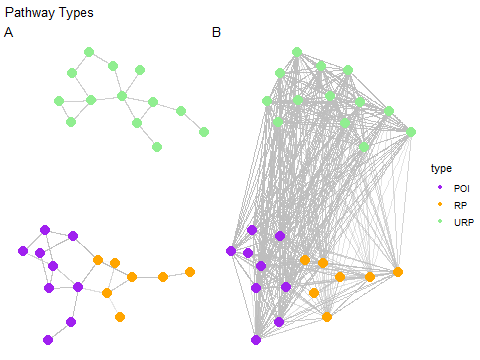 Pathway Types
A
B
type
POI
RP
URP